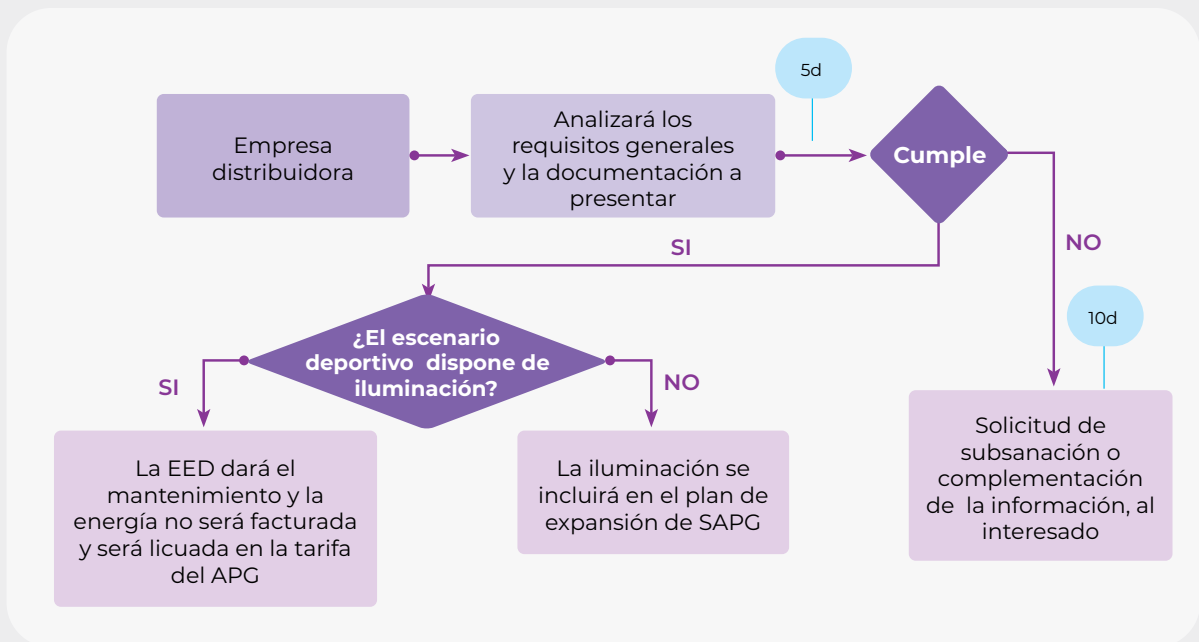 5d
Empresa
distribuidora
Analizará los
requisitos generales
y la documentación a
presentar
Cumple
SI
NO
10d
¿El escenario
deportivo dispone de
iluminación?
SI
NO
La EED dará el
mantenimiento y la
energía no será facturada
y será licuada en la tarifa
del APG
La iluminación se
incluirá en el plan de
expansión de SAPG
Solicitud de
subsanación o
complementación
de la información, al
interesado